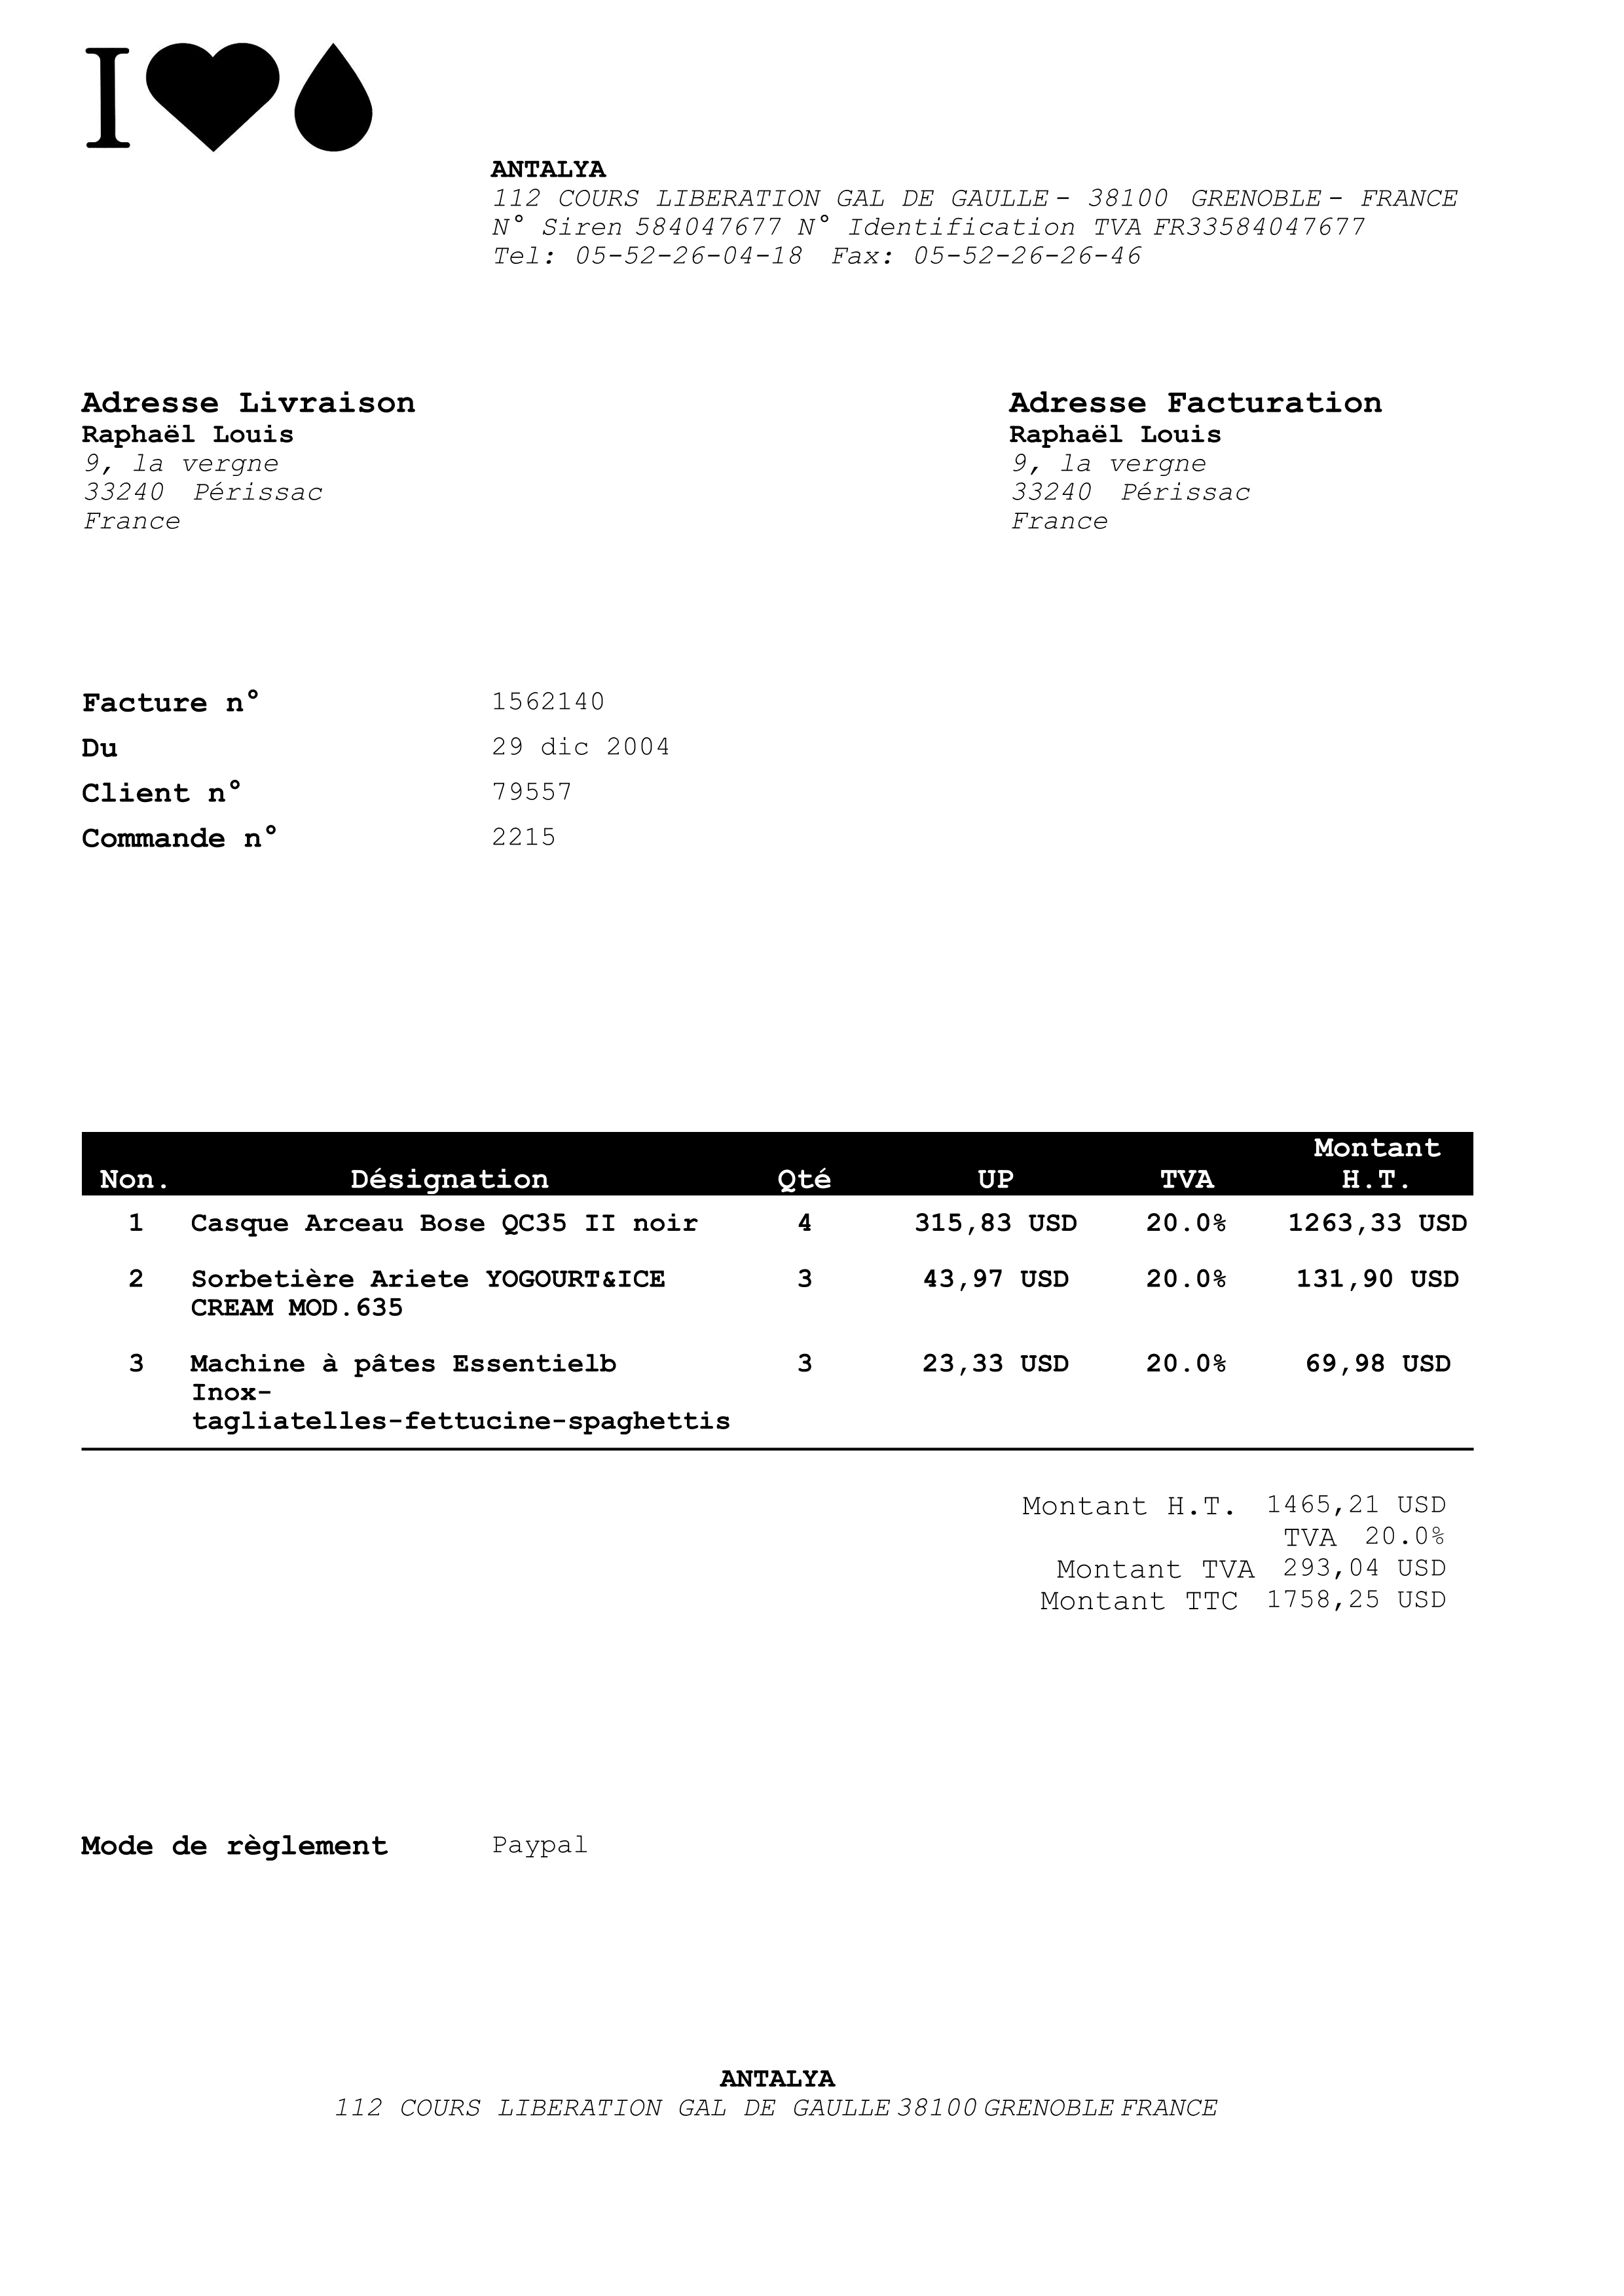 I
ANTALYA
112 COURS LIBERATION GAL DE GAULLE - 38100 GRENOBLE - FRANCE
N° Siren 584047677 N° Identification TVA FR33584047677
Tel: 05-52-26-04-18 Fax: 05-52-26-26-46
Adresse Livraison
Raphaël Louis
9, la vergne
33240 Périssac
France
Adresse Facturation
Raphaël Louis
9, la vergne
33240 Périssac
France
Facture n° 1562140
Du 29 dic 2004
Client n° 79557
Commande n° 2215
Non. Désignation Qté UP TVA Montant H.T.
1 Casque Arceau Bose QC35 II noir 4 315,83 USD 20.0% 1263,33 USD
2 Sorbetière Ariete YOGOURT&ICE 3 43,97 USD 20.0% 131,90 USD
CREAM MOD.635
3 Machine à pâtes Essentielb 3 23,33 USD 20.0% 69,98 USD
Inox-
tagliatelles-fettucine-spaghettis
Montant H.T. 1465,21 USD
TVA 20.0%
Montant TVA 293,04 USD
Montant TTC 1758,25 USD
Mode de règlement Paypal
ANTALYA
112 COURS LIBERATION GAL DE GAULLE 38100 GRENOBLE FRANCE